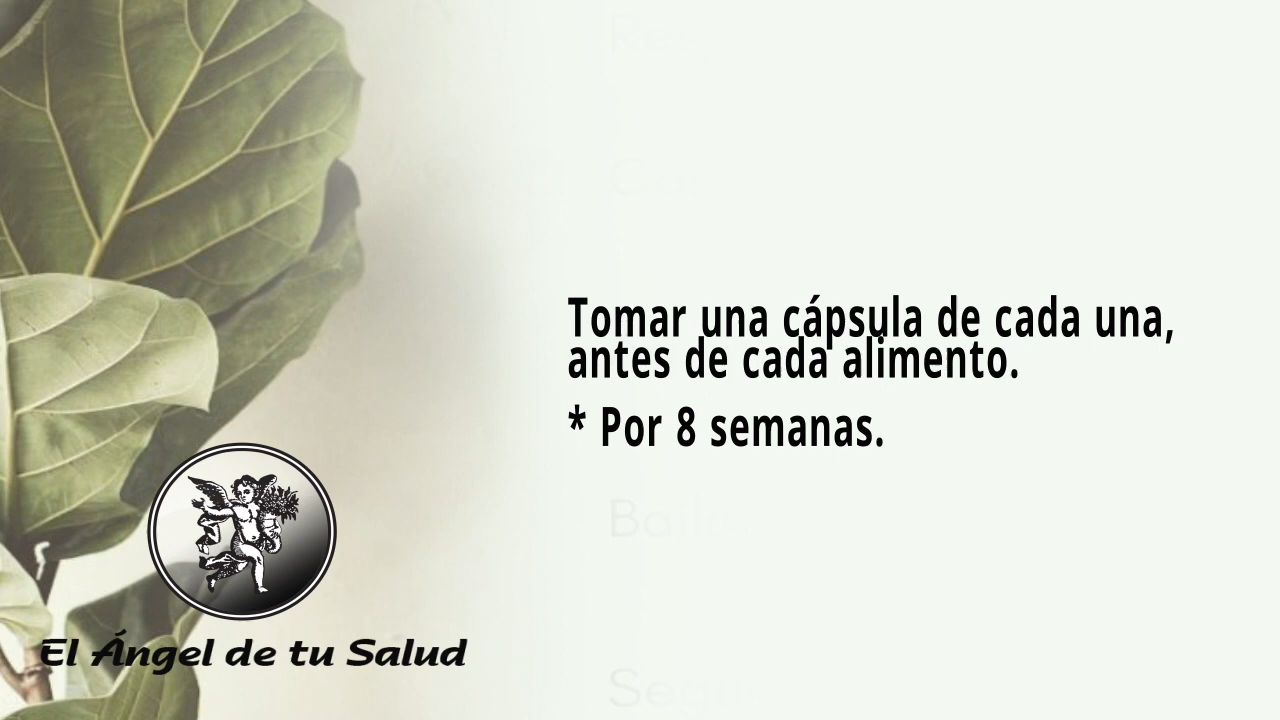 Tomar una cápsula de cada una,
antes de cada alimento.
* Por 8 semanas.
El Ángel de tu Salud